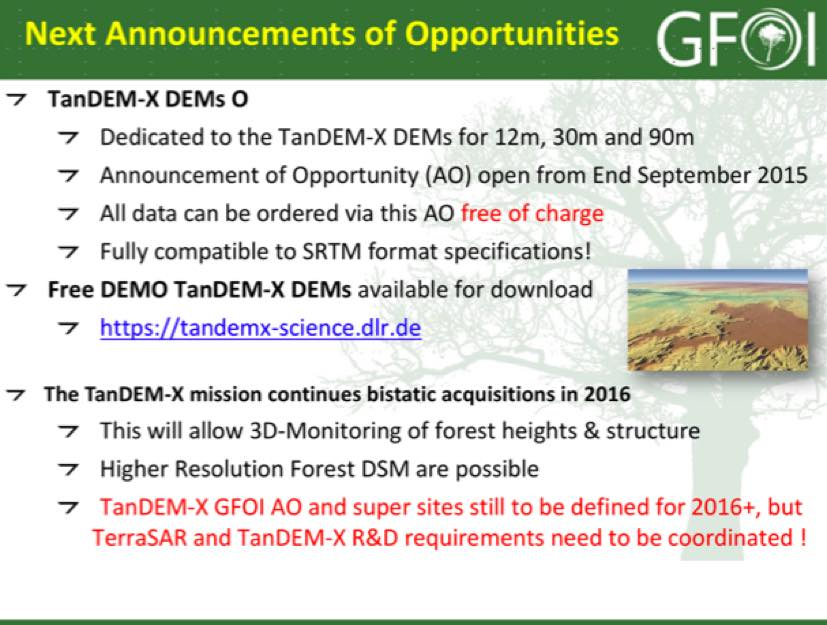 Next Announcements of Opportunities
GFOI
TanDEM-X DEMs O
Dedicated to the TanDEM-X DEMs for 12m, 30m and 90m
Announcement of Opportunity (AO) open from End September 2015
All data can be ordered via this AO free of charge
Fully compatible to SRTM format specifications!
Free DEMO TanDEM-X DEMs available for download
https://tandemx-science.dlr.de
The TanDEM-X mission continues bistatic acquisitions in 2016
This will allow 3D-Monitoring of forest heights & structure
Higher Resolution Forest DSM are possible
TanDEM-X GFOI AO and super sites still to be defined for 2016+, but
TerraSAR and TanDEM-X R&D requirements need to be coordinated !